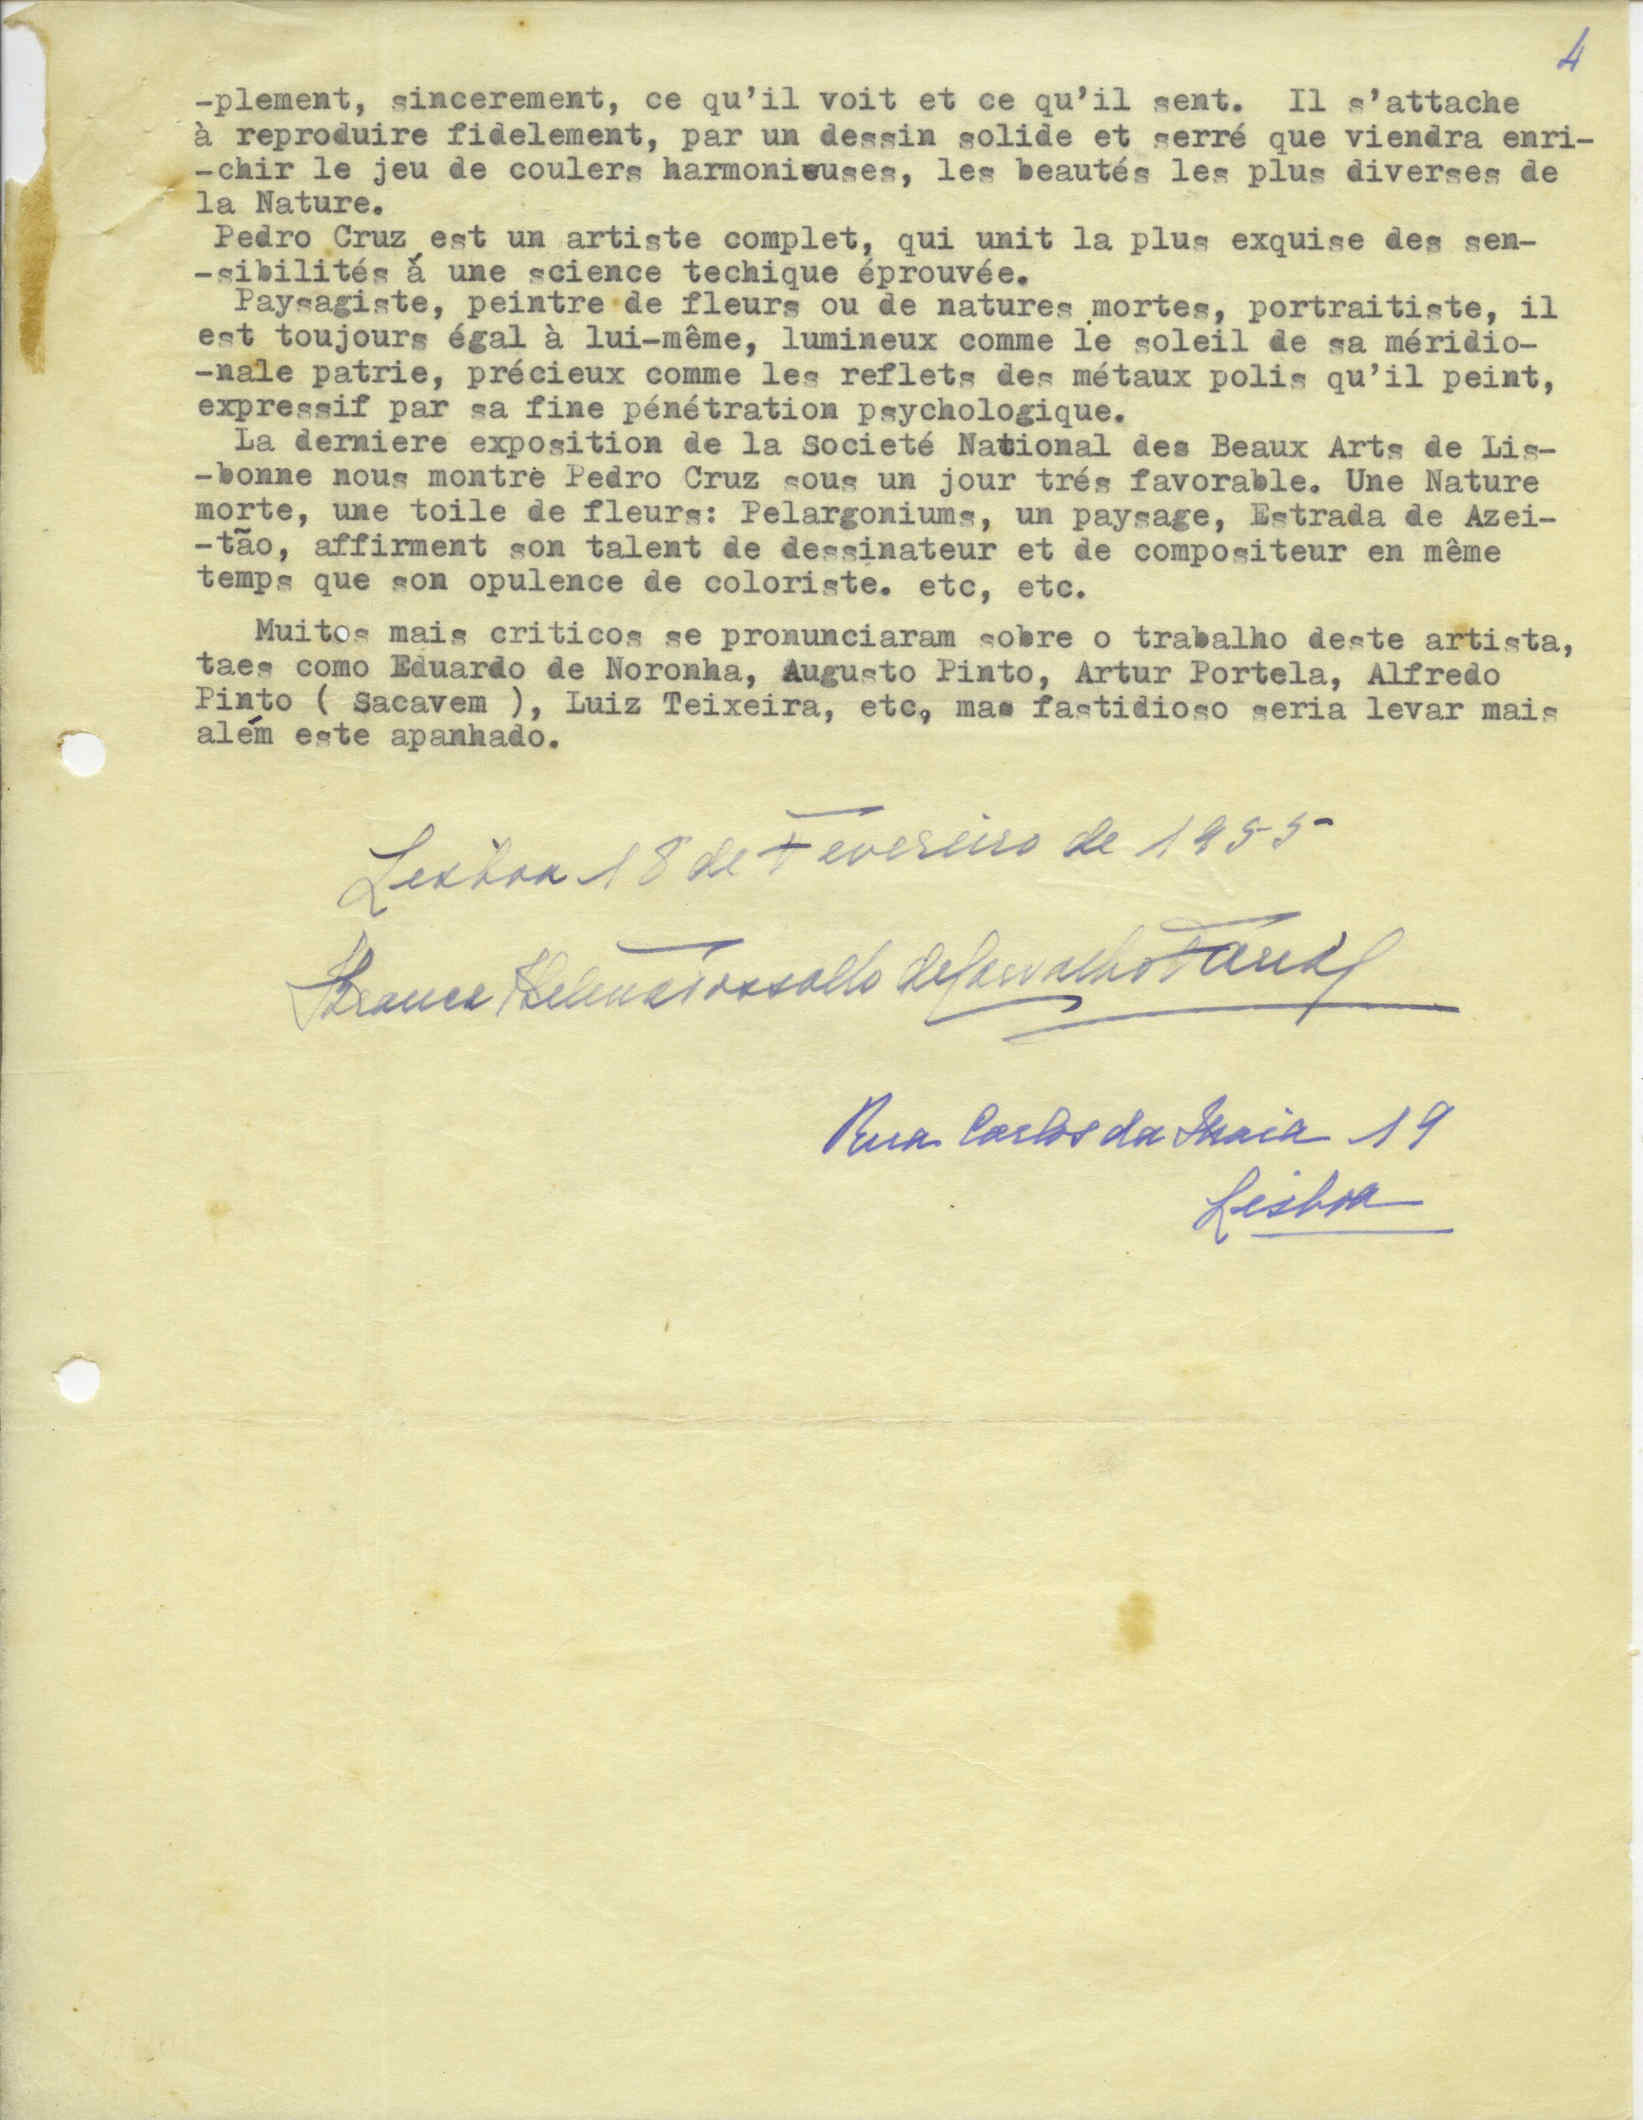 4
-plement, sincerement, ce qu'il voit et ce qu'il sent. Il s'attache
à reproduire fidelement, par un dessin solide et serré que viendra enri-
-chir le jeu de coulers harmonieuses, les beautés les plus diverses de
la Nature.
Pedro Cruz est un artiste complet, qui unit la plus exquise des sen-
-sibilités á une science techique éprouvée.
Paysagiste, peintre de fleurs ou de natures mortes, portraitiste, il
est toujours égal à lui-même, lumineux comme le soleil de sa méridio-
-nale patrie, précieux comme les reflets des métaux polis qu'il peint,
expressif par sa fine pénétration psychologique.
La derniere exposition de la Societé National des Beaux Arts de Lis-
-bonne nous montre Pedro Cruz sous un jour trés favorable. Une Nature
morte, une toile de fleurs: Pelargoniums, un paysage, Estrada de Azei-
-tão, affirment son talent de dessinateur et de compositeur en même
temps que son opulence de coloriste. etc, etc.
Muitos mais criticos se pronunciaram sobre o trabalho deste artista,
taes como Eduardo de Noronha, Augusto Pinto, Artur Portela, Alfredo
Pinto ( Sacavem ), Luiz Teixeira, etc, mas fastidioso seria levar mais
além este apanhado.
Lisboa 18 de Fevereiro de 1955
Branca Helena de Carvalho
Rua Carlos da Maia 19
Lisboa